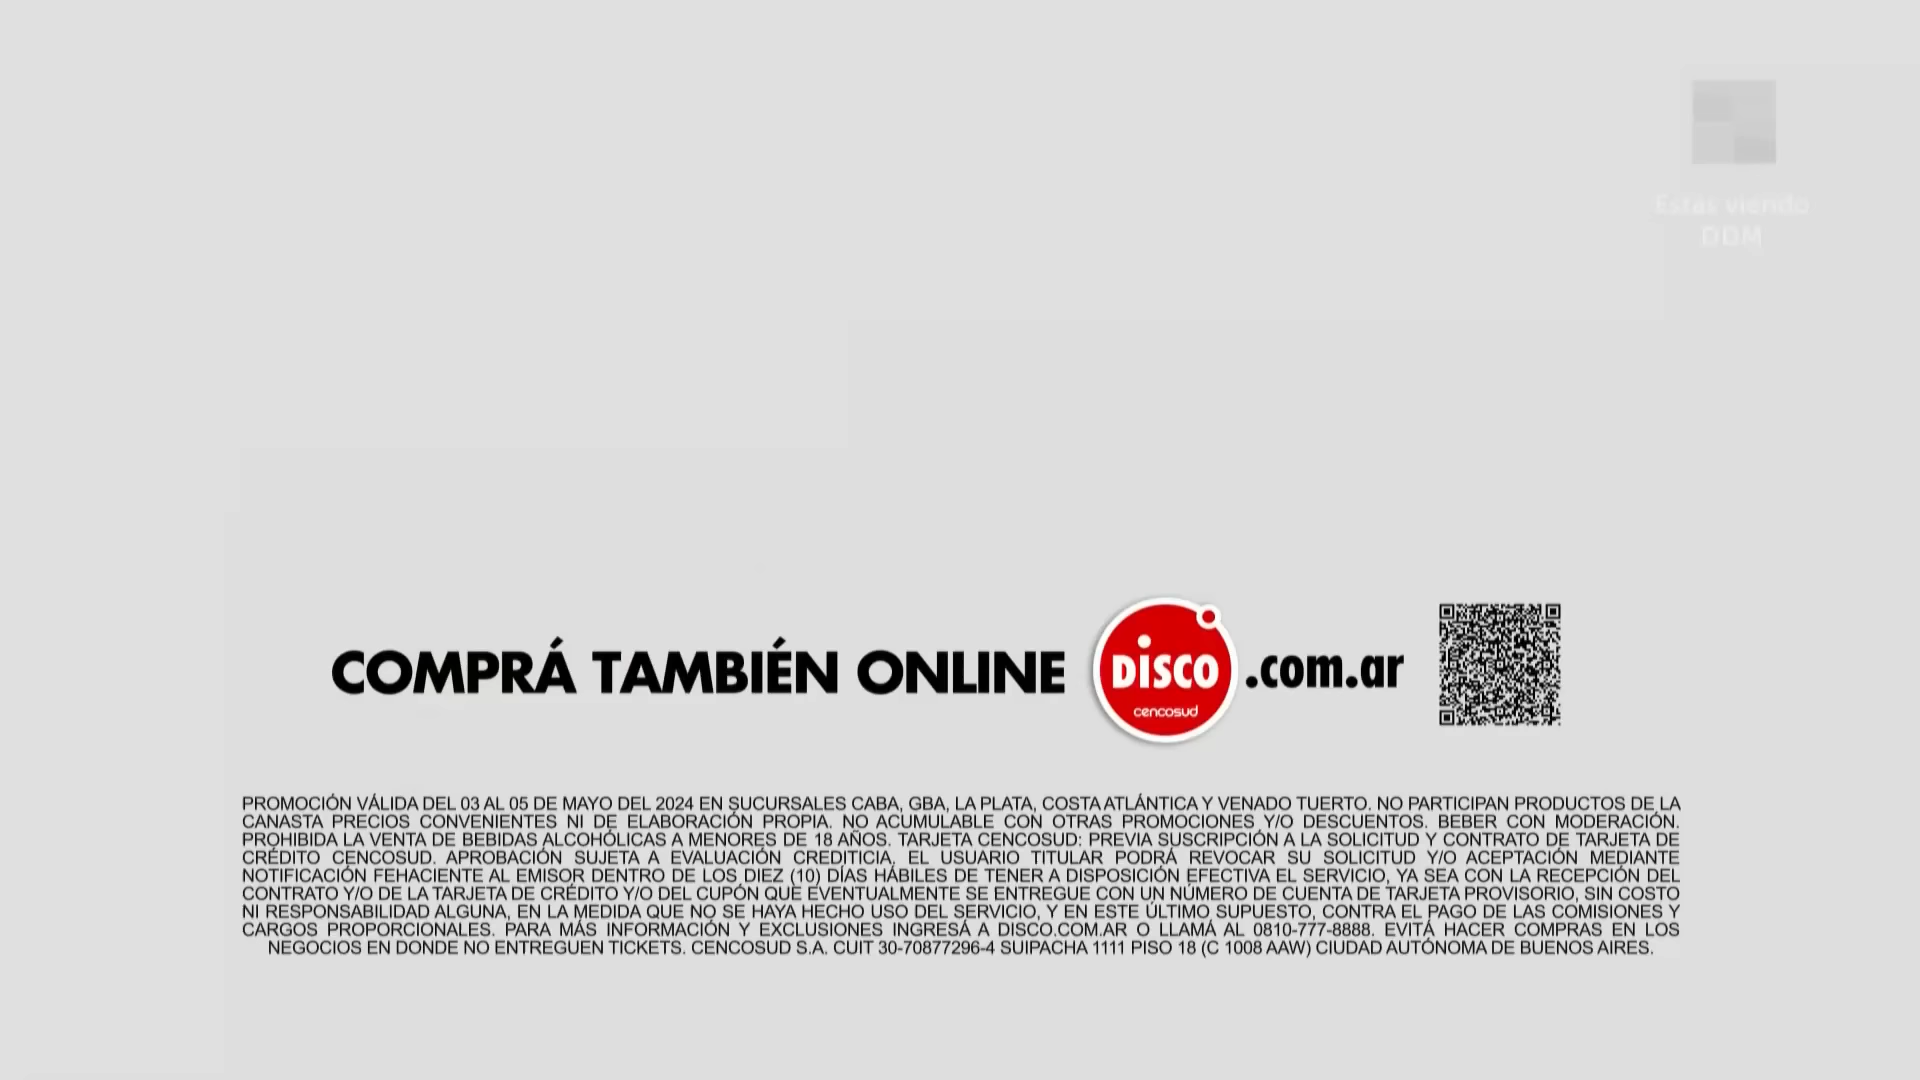 Estás viendo
DDM
COMPRÁ TAMBIÉN ONLINE DISCO .com.ar
cencosud
PROMOCIÓN VÁLIDA DEL 03 AL 05 DE MAYO DEL 2024 EN SUCURSALES CABA, GBA, LA PLATA, COSTA ATLÁNTICA Y VENADO TUERTO. NO PARTICIPAN PRODUCTOS DE LA
CANASTA PRECIOS CONVENIENTES NI DE ELABORACIÓN PROPIA. NO ACUMULABLE CON OTRAS PROMOCIONES Y/O DESCUENTOS. BEBER CON MODERACIÓN.
PROHIBIDA LA VENTA DE BEBIDAS ALCOHÓLICAS A MENORES DE 18 AÑOS. TARJETA CENCOSUD: PREVIA SUSCRIPCIÓN A LA SOLICITUD Y CONTRATO DE TARJETA DE
CRÉDITO CENCOSUD. APROBACIÓN SUJETA A EVALUACIÓN CREDITICIA. EL USUARIO TITULAR PODRÁ REVOCAR SU SOLICITUD Y/O ACEPTACIÓN MEDIANTE
NOTIFICACIÓN FEHACIENTE AL EMISOR DENTRO DE LOS DIEZ (10) DÍAS HÁBILES DE TENER A DISPOSICIÓN EFECTIVA EL SERVICIO, YA SEA CON LA RECEPCIÓN DEL
CONTRATO Y/O DE LA TARJETA DE CRÉDITO Y/O DEL CUPÓN QUE EVENTUALMENTE SE ENTREGUE CON UN NÚMERO DE CUENTA DE TARJETA PROVISORIO, SIN COSTO
NI RESPONSABILIDAD ALGUNA, EN LA MEDIDA QUE NO SE HAYA HECHO USO DEL SERVICIO, Y EN ESTE ÚLTIMO SUPUESTO, CONTRA EL PAGO DE LAS COMISIONES Y
CARGOS PROPORCIONALES. PARA MÁS INFORMACIÓN Y EXCLUSIONES INGRESÁ A DISCO.COM.AR O LLAMÁ AL 0810-777-8888. EVITÁ HACER COMPRAS EN LOS
NEGOCIOS EN DONDE NO ENTREGUEN TICKETS. CENCOSUD S.A. CUIT 30-70877296-4 SUIPACHA 1111 PISO 18 (C 1008 AAW) CIUDAD AUTÓNOMA DE BUENOS AIRES.